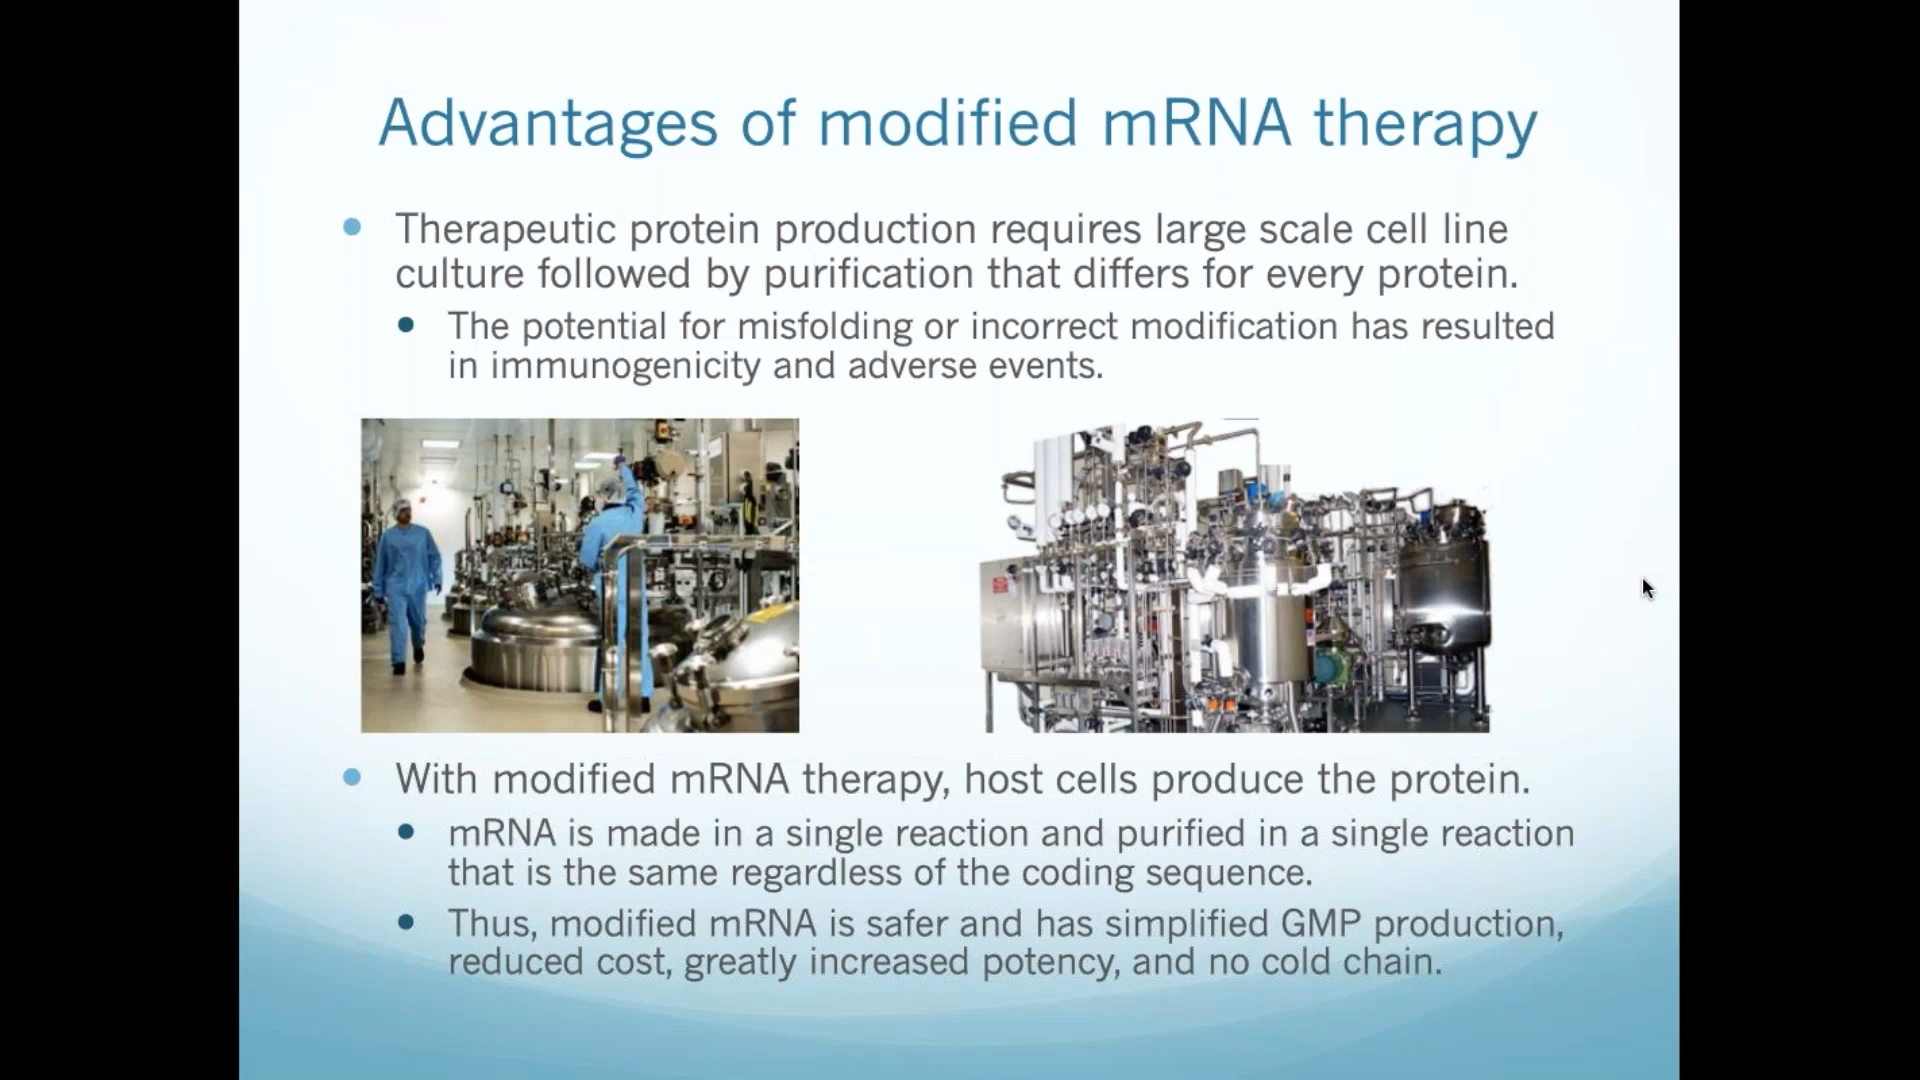 Advantages of modified mRNA therapy
Therapeutic protein production requires large scale cell line
culture followed by purification that differs for every protein.
The potential for misfolding or incorrect modification has resulted
in immunogenicity and adverse events.
With modified mRNA therapy, host cells produce the protein.
mRNA is made in a single reaction and purified in a single reaction
that is the same regardless of the coding sequence.
Thus, modified mRNA is safer and has simplified GMP production,
reduced cost, greatly increased potency, and no cold chain.